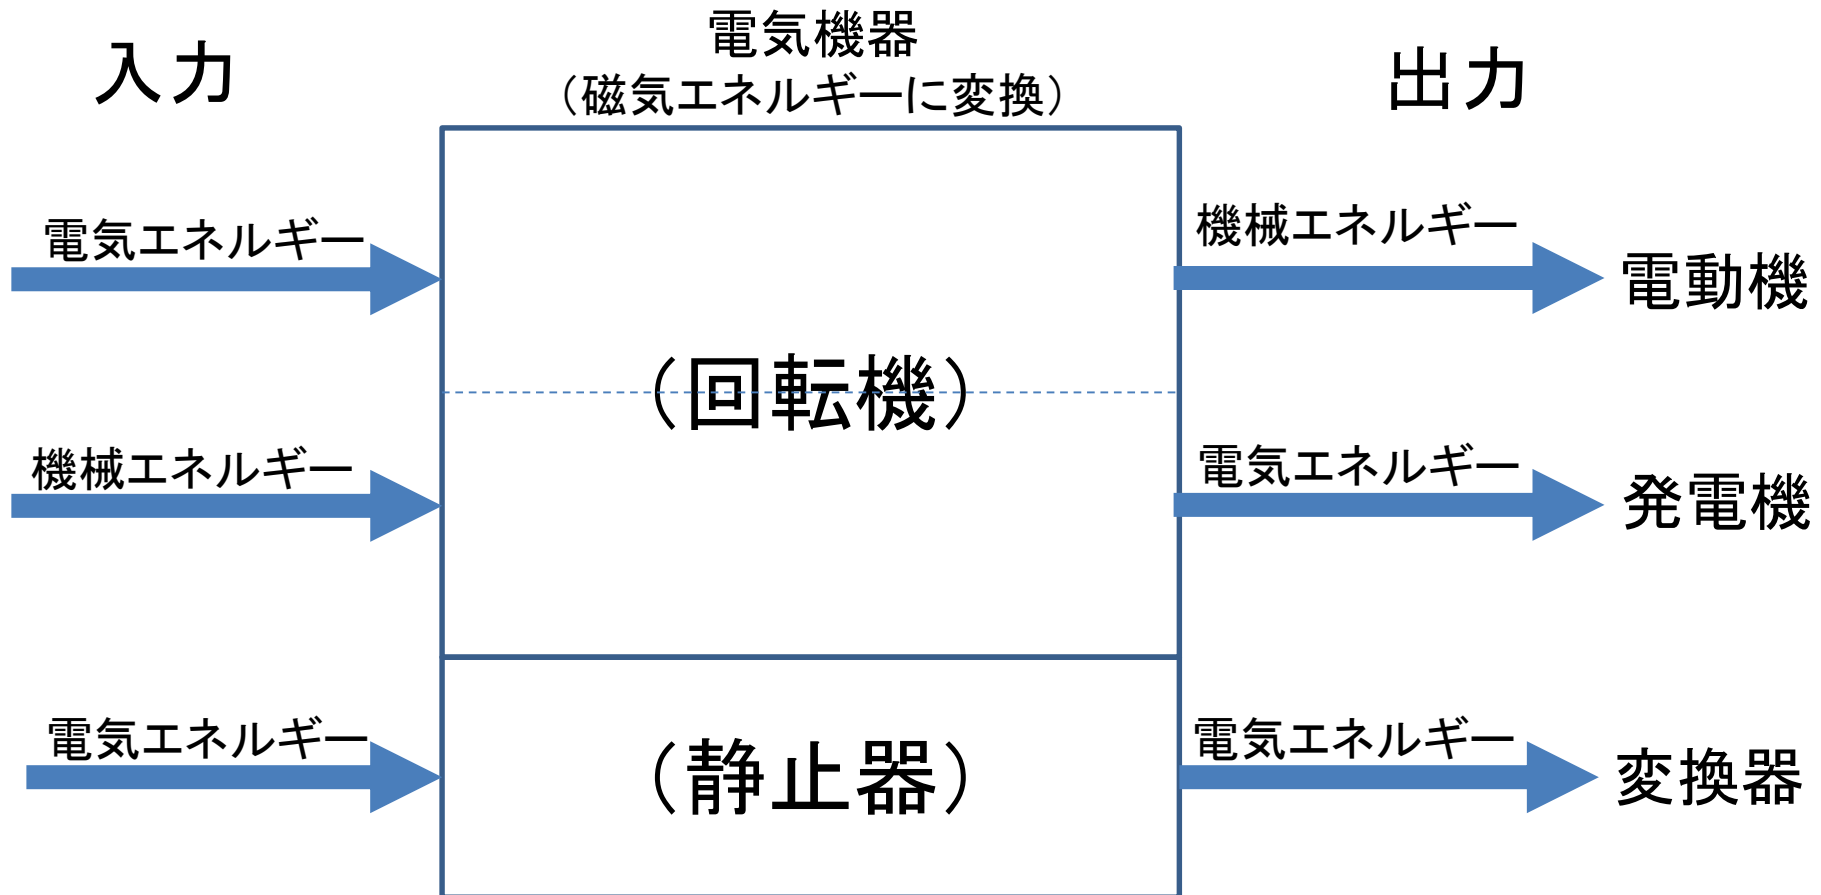 入力
電気機器
（磁気エネルギーに変換）
出力
電気エネルギー
機械エネルギー
電動機
（回転機）
機械エネルギー
電気エネルギー
発電機
電気エネルギー
（静止器）
電気エネルギー
変換器